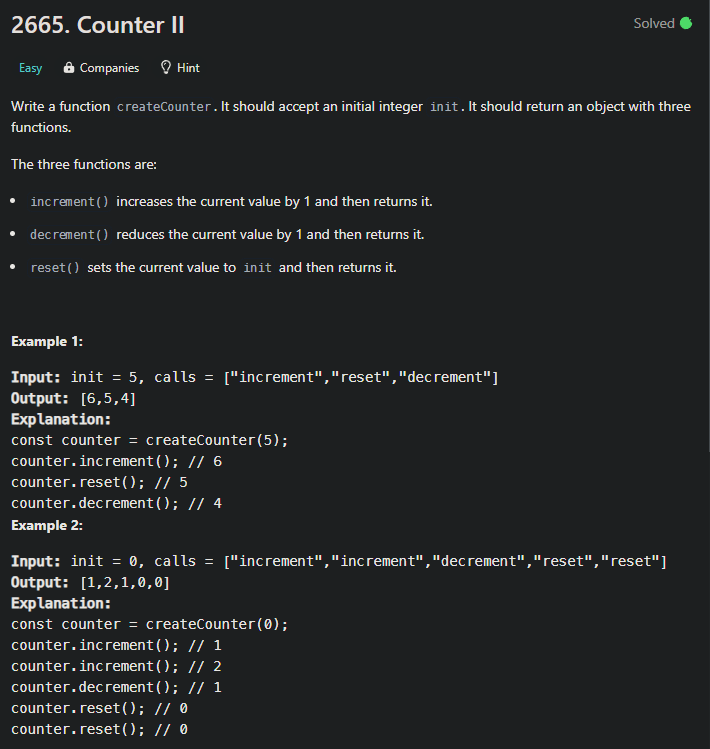 2665. Counter II
Solved
Easy Companies Hint
Write a function createCounter. It should accept an initial integer init. It should return an object with three
functions.
The three functions are:
• increment() increases the current value by 1 and then returns it.
• decrement() reduces the current value by 1 and then returns it.
• reset() sets the current value to init and then returns it.
Example 1:
Input: init = 5, calls = ["increment","reset","decrement"]
Output: [6,5,4]
Explanation:
const counter = createCounter(5);
counter.increment(); // 6
counter.reset(); // 5
counter.decrement(); // 4
Example 2:
Input: init = 0, calls = ["increment","increment","decrement","reset","reset"]
Output: [1,2,1,0,0]
Explanation:
const counter = createCounter(0);
counter.increment(); // 1
counter.increment(); // 2
counter.decrement(); // 1
counter.reset(); // 0
counter.reset(); // 0